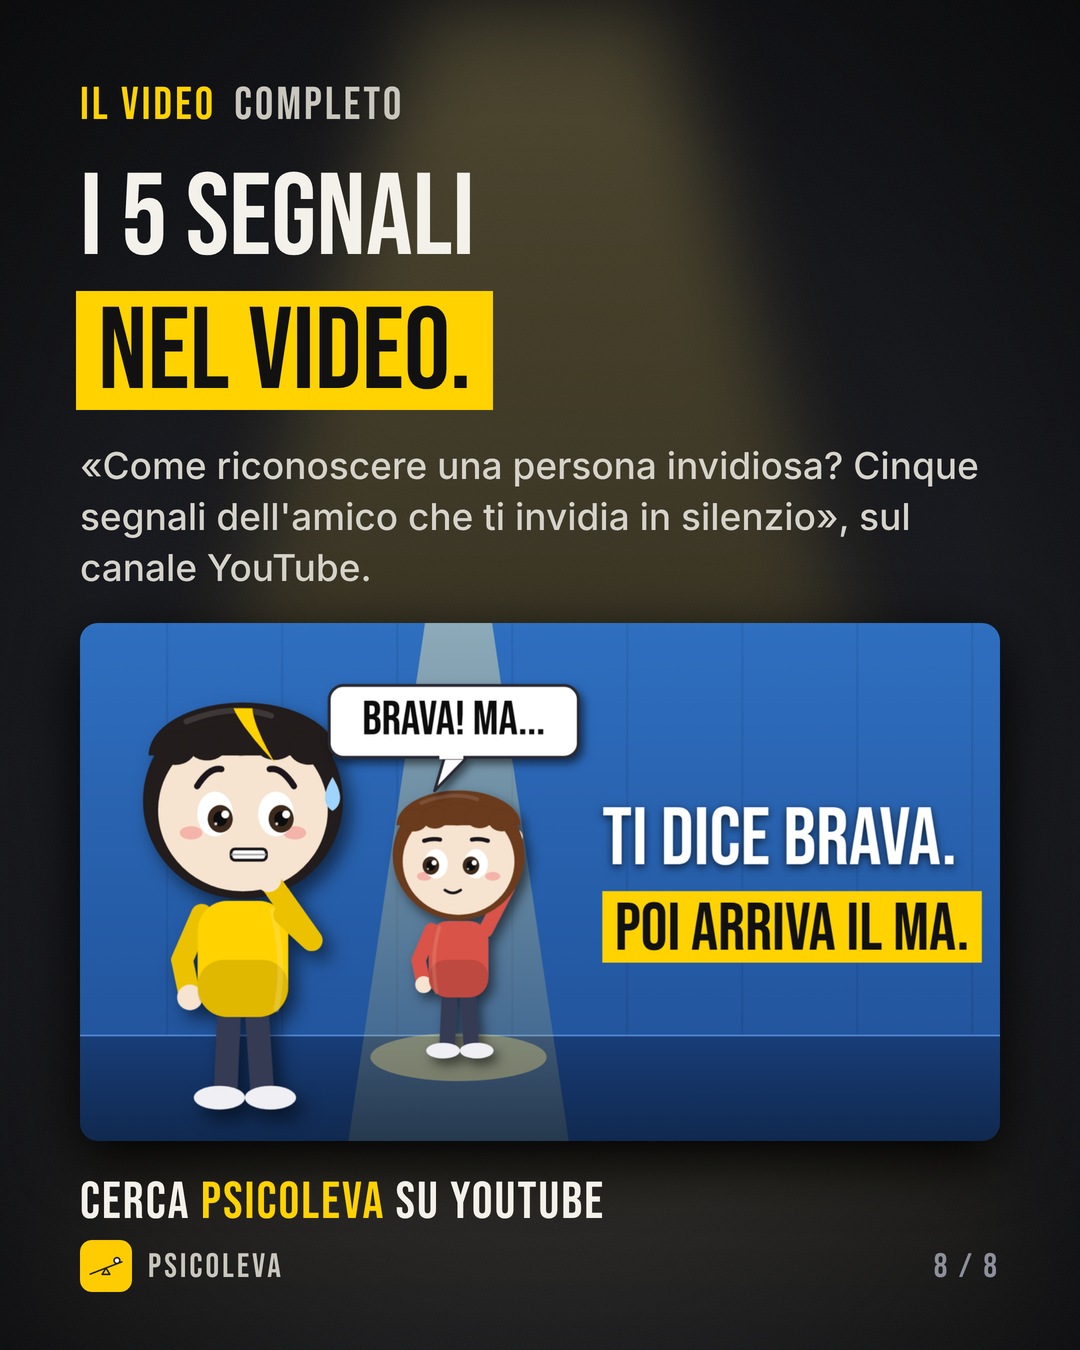 IL VIDEO COMPLETO
I 5 SEGNALI
NEL VIDEO.
«Come riconoscere una persona invidiosa? Cinque
segnali dell'amico che ti invidia in silenzio», sul
canale YouTube.
BRAVA! MA...
TI DICE BRAVA.
POI ARRIVA IL MA.
CERCA PSICOLEVA SU YOUTUBE
PSICOLEVA
8 / 8